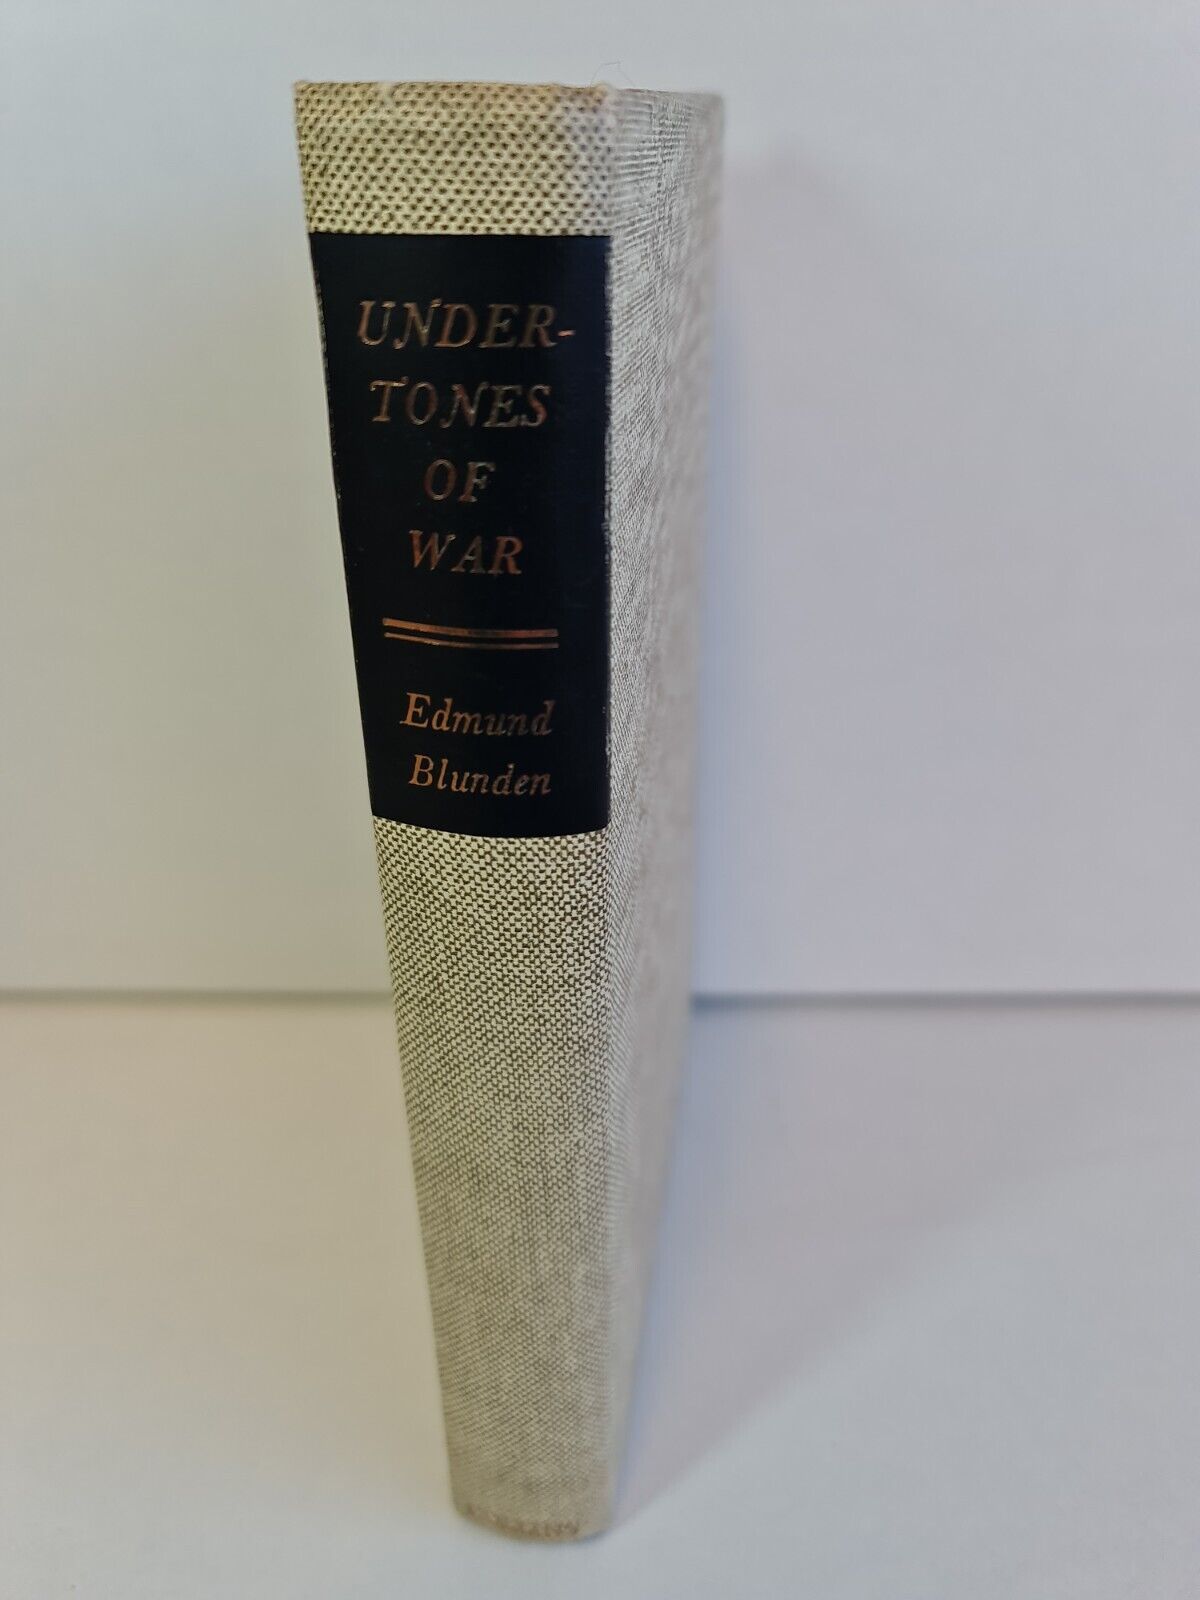 UNDER-
TONES
OF
WAR
Edmund
Blunden